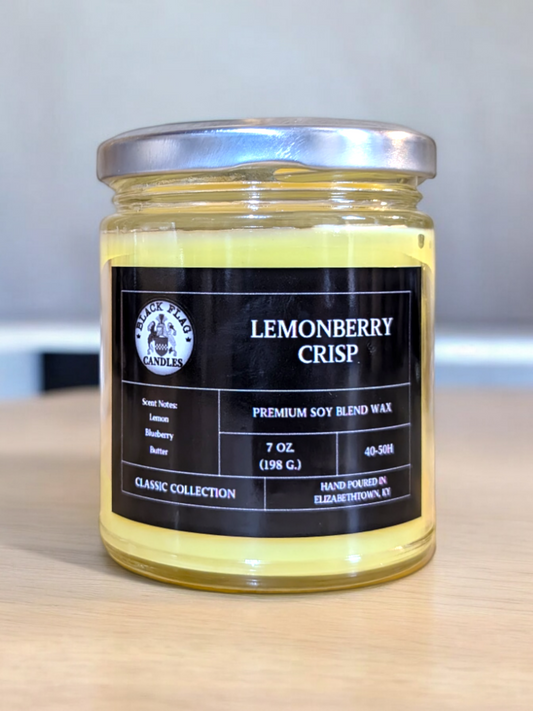 BLACK FLAG
CANDLES
LEMONBERRY
CRISP
Scent Notes:
Lemon
Blueberry
Butter
PREMIUM SOY BLEND WAX
7 OZ.
(198 G.)
40-50H
CLASSIC COLLECTION
HAND POURED IN
ELIZABETHTOWN, KY